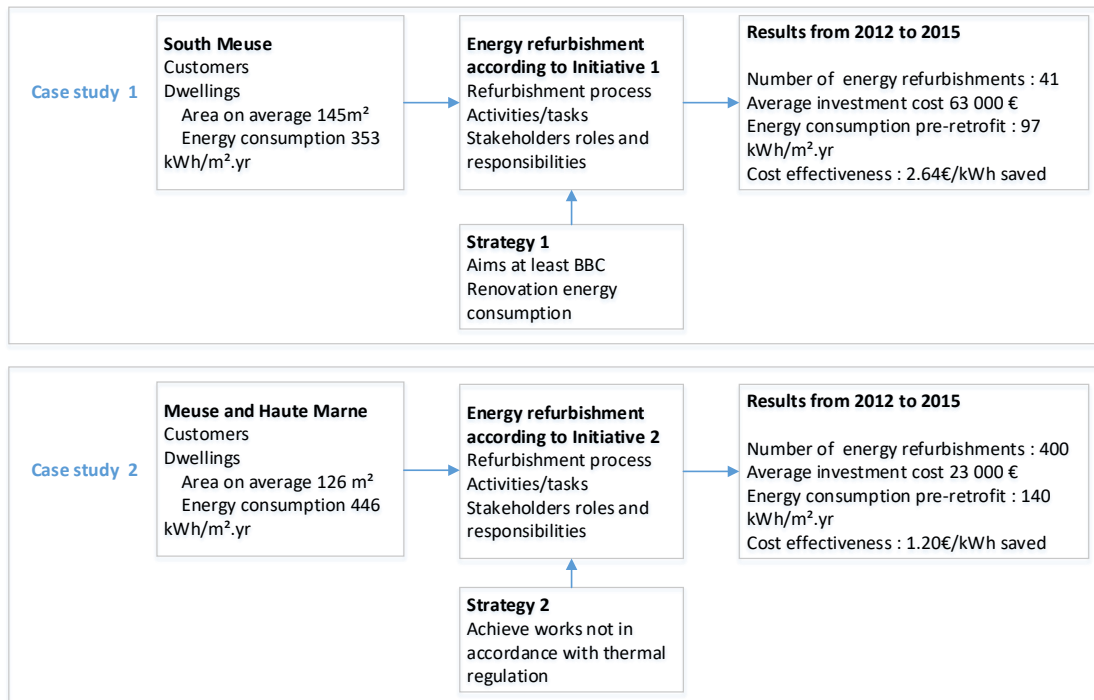 Case study 1
South Meuse
Customers
Dwellings
Area on average 145m²
Energy consumption 353
kWh/m².yr
Energy refurbishment
according to Initiative 1
Refurbishment process
Activities/tasks
Stakeholders roles and
responsibilities
Results from 2012 to 2015
Number of energy refurbishments : 41
Average investment cost 63 000 €
Energy consumption pre-retrofit : 97
kWh/m².yr
Cost effectiveness : 2.64€/kWh saved
Strategy 1
Aims at least BBC
Renovation energy
consumption
Case study 2
Meuse and Haute Marne
Customers
Dwellings
Area on average 126 m²
Energy consumption 446
kWh/m².yr
Energy refurbishment
according to Initiative 2
Refurbishment process
Activities/tasks
Stakeholders roles and
responsibilities
Results from 2012 to 2015
Number of energy refurbishments : 400
Average investment cost 23 000 €
Energy consumption pre-retrofit : 140
kWh/m².yr
Cost effectiveness : 1.20€/kWh saved
Strategy 2
Achieve works not in
accordance with thermal
regulation